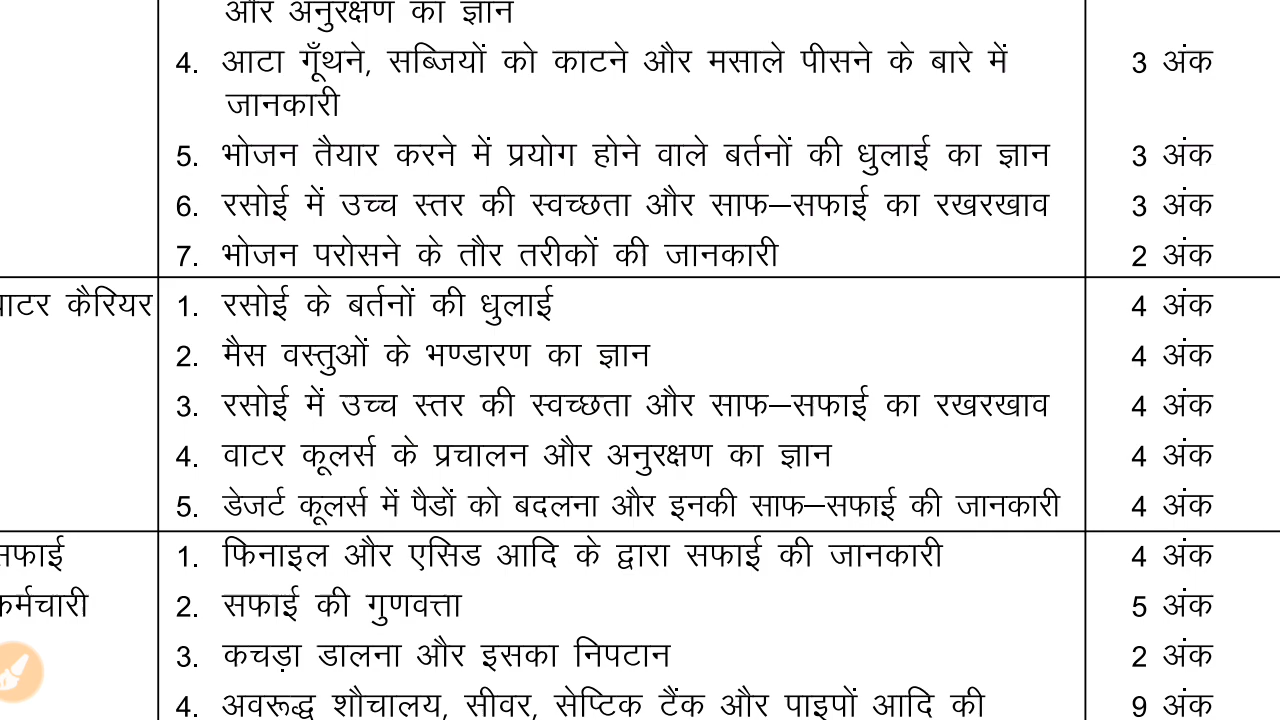 और अनुरक्षण का ज्ञान
4. आटा गूँथने, सब्जियों को काटने और मसाले पीसने के बारे में 3 अंक
जानकारी
5. भोजन तैयार करने में प्रयोग होने वाले बर्तनों की धुलाई का ज्ञान 3 अंक
6. रसोई में उच्च स्तर की स्वच्छता और साफ–सफाई का रखरखाव 3 अंक
7. भोजन परोसने के तौर तरीकों की जानकारी 2 अंक
वाटर कैरियर 1. रसोई के बर्तनों की धुलाई 4 अंक
2. मैस वस्तुओं के भण्डारण का ज्ञान 4 अंक
3. रसोई में उच्च स्तर की स्वच्छता और साफ–सफाई का रखरखाव 4 अंक
4. वाटर कूलर्स के प्रचालन और अनुरक्षण का ज्ञान 4 अंक
5. डेजर्ट कूलर्स में पैडों को बदलना और इनकी साफ–सफाई की जानकारी 4 अंक
सफाई 1. फिनाइल और एसिड आदि के द्वारा सफाई की जानकारी 4 अंक
कर्मचारी 2. सफाई की गुणवत्ता 5 अंक
3. कचड़ा डालना और इसका निपटान 2 अंक
4. अवरूद्ध शौचालय, सीवर, सेप्टिक टैंक और पाइपों आदि की 9 अंक